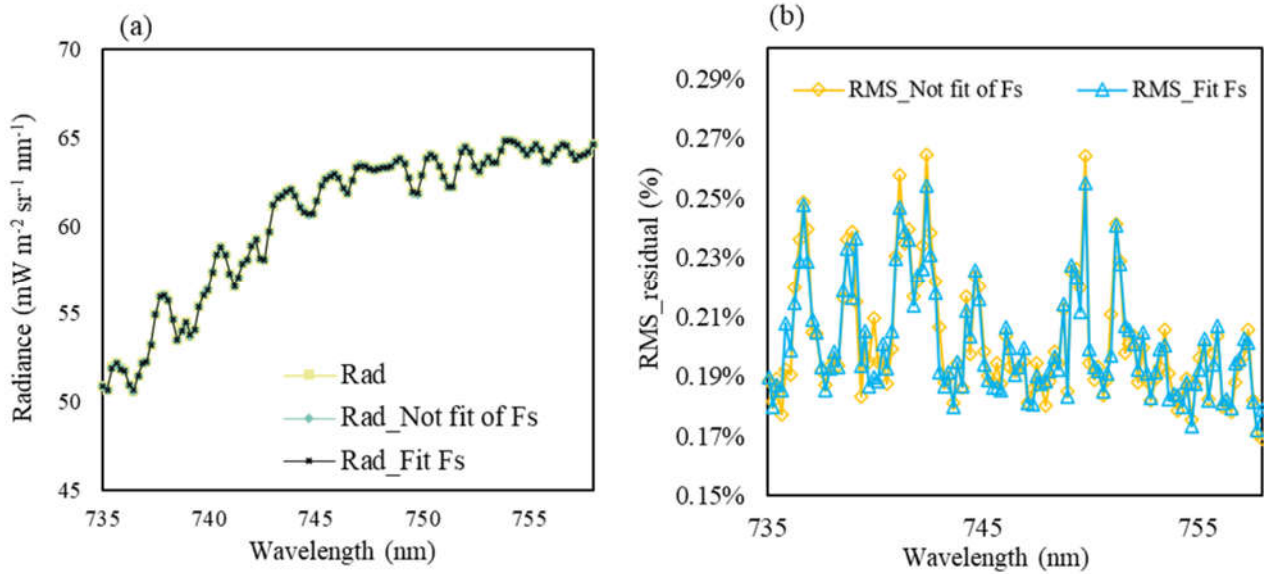 (a)
70
65
60
55
50
45
Radiance (mW m⁻² sr⁻¹ nm⁻¹)
Rad
Rad_Not fit of Fs
Rad_Fit Fs
735 740 745 750 755
Wavelength (nm)
(b)
0.29%
0.27%
0.25%
0.23%
0.21%
0.19%
0.17%
0.15%
RMS_residual (%)
RMS_Not fit of Fs RMS_Fit Fs
735 745 755
Wavelength (nm)